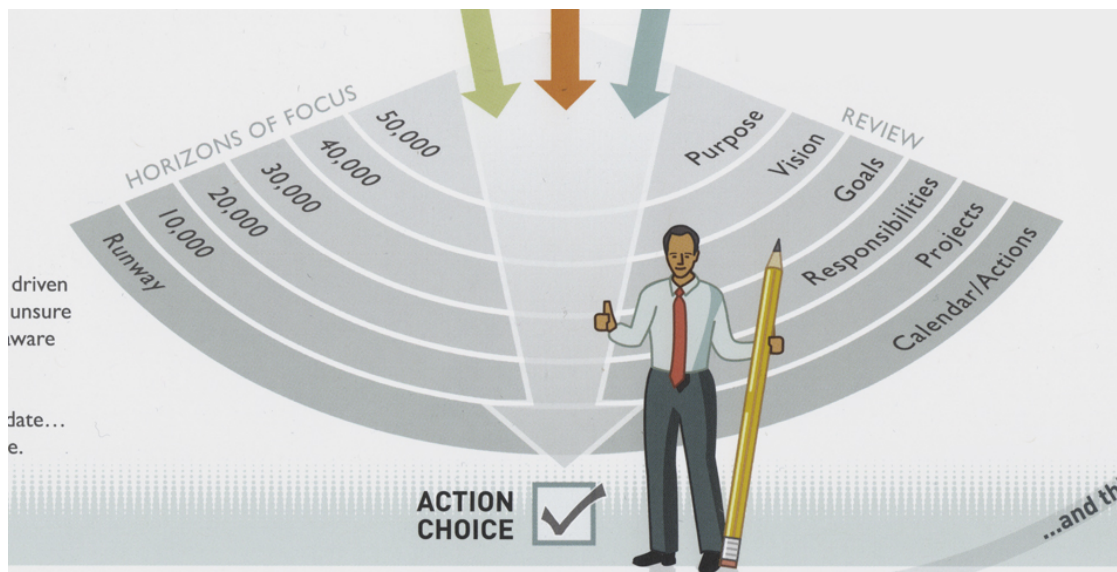 HORIZONS OF FOCUS
50,000
40,000
30,000
20,000
10,000
Runway
REVIEW
Purpose
Vision
Goals
Responsibilities
Projects
Calendar/Actions
driven
unsure
date…
e.
ACTION
CHOICE
...and